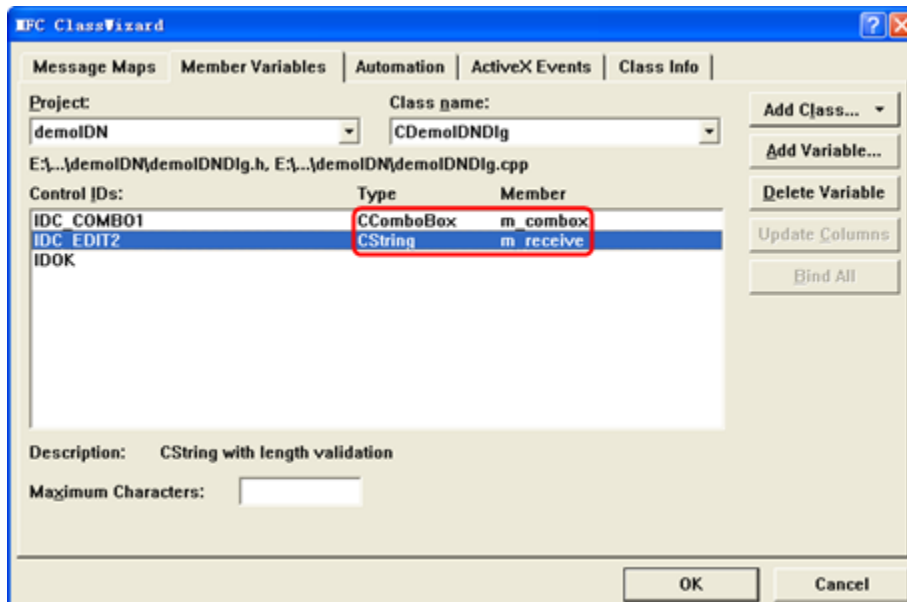 MFC ClassWizard
Message Maps Member Variables Automation ActiveX Events Class Info
Project: Class name:
demoIDN CDemoIDNDlg
Add Class...
E:\...\demoIDN\demoIDNDlg.h, E:\...\demoIDN\demoIDNDlg.cpp
Add Variable...
Control IDs: Type Member
Delete Variable
IDC_COMBO1 CComboBox m_combox
IDC_EDIT2 CString m_receive
Update Columns
IDOK
Bind All
Description: CString with length validation
Maximum Characters:
OK Cancel